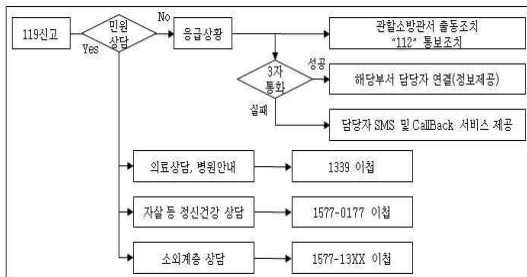 119신고
민원
상담
No
Yes
응급상황
관할소방관서 출동조치
"112" 통보조치
3자
통화
성공
해당부서 담당자 연결(정보제공)
실패
담당자 SMS 및 CallBack 서비스 제공
의료상담, 병원안내
1339 이첩
자살 등 정신건강 상담
1577-0177 이첩
소외계층 상담
1577-13XX 이첩